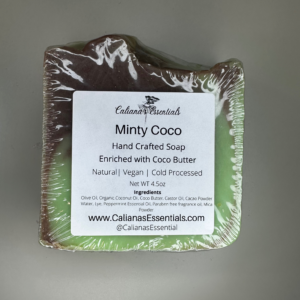 Caliana's Essentials
Minty Coco
Hand Crafted Soap
Enriched with Coco Butter
Natural| Vegan | Cold Processed
Net WT 4.5oz
Ingredients
Olive Oil, Organic Coconut Oil, Coco Butter, Castor Oil, Cacao Powder
Water, Lye, Peppermint Essential Oil, Paraben free fragrance oil, Mica
Powder
www.CalianasEssentials.com
@CalianasEssential